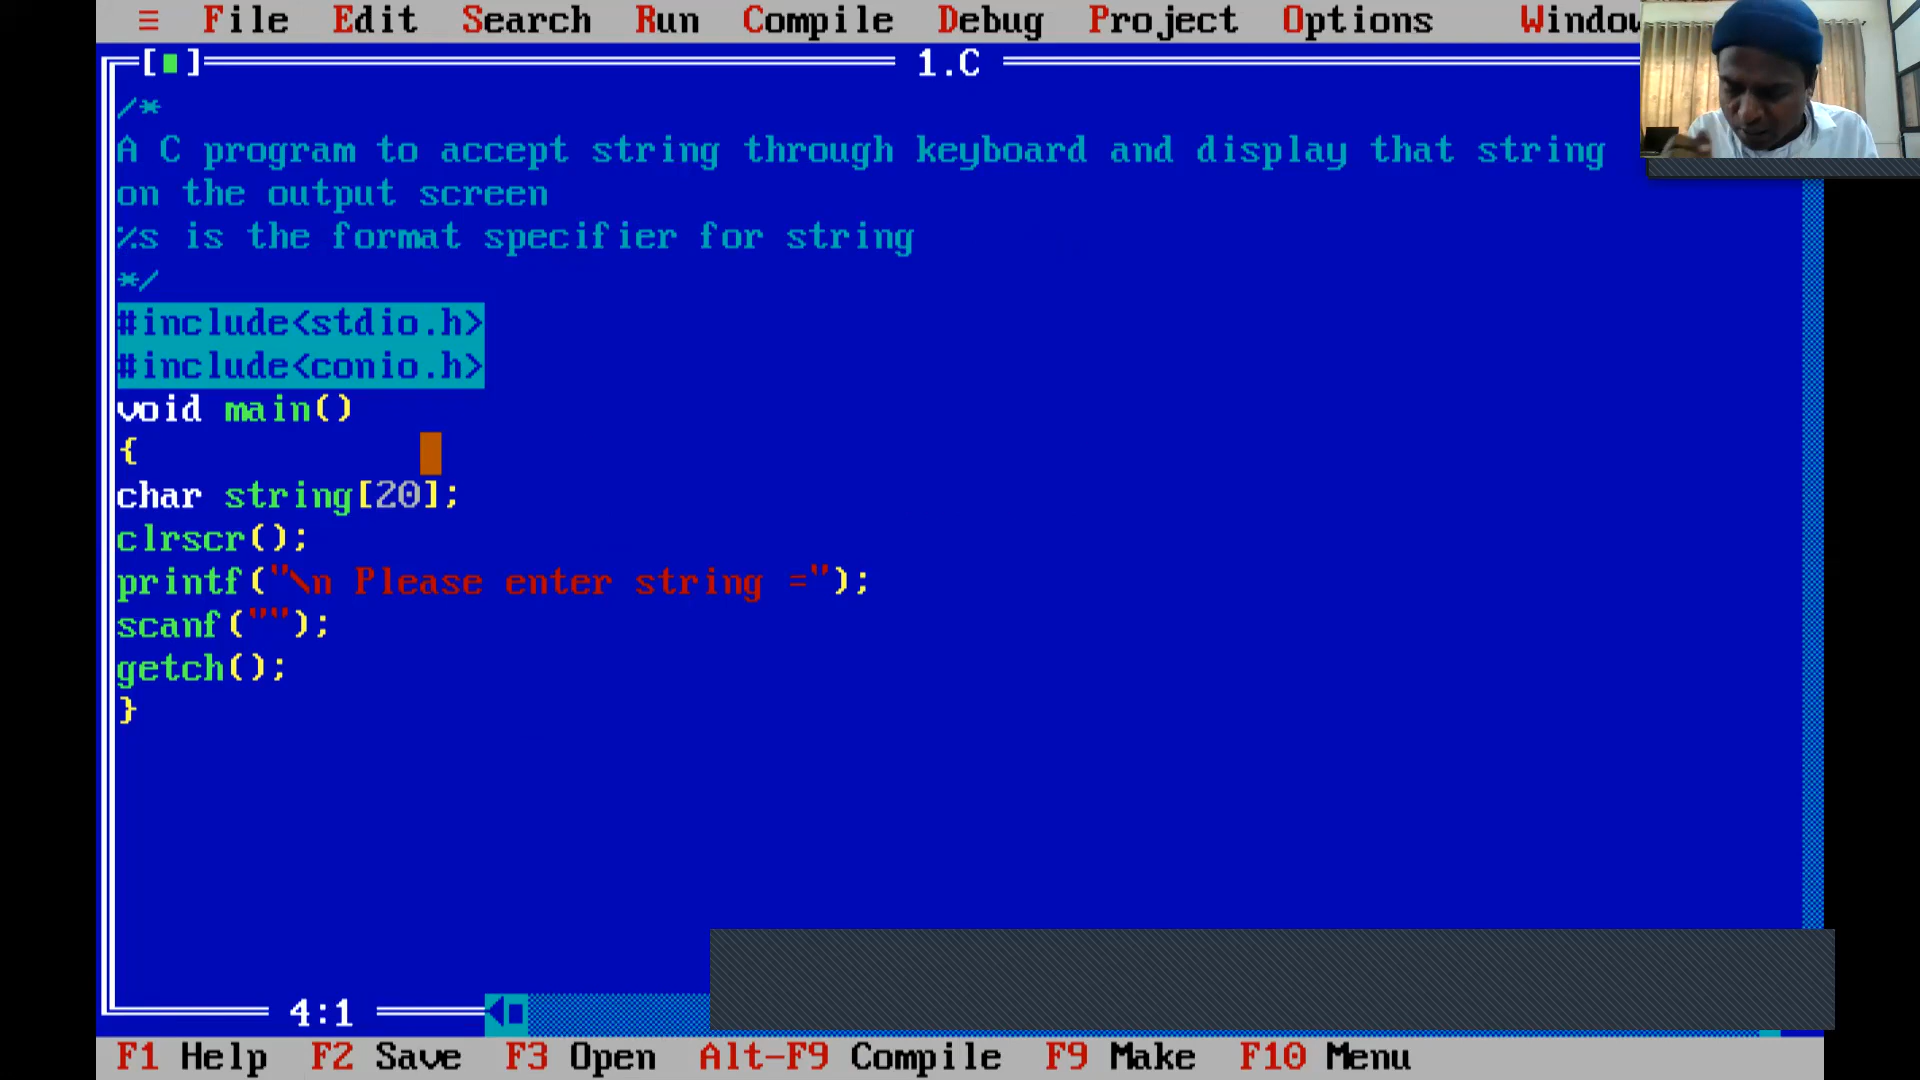 ≡ File Edit Search Run Compile Debug Project Options Window
[■] 1.C
/*
A C program to accept string through keyboard and display that string
on the output screen
%s is the format specifier for string
*/
#include<stdio.h>
#include<conio.h>
void main()
{
char string[20];
clrscr();
printf("\n Please enter string =");
scanf("");
getch();
}
4:1
F1 Help F2 Save F3 Open Alt-F9 Compile F9 Make F10 Menu